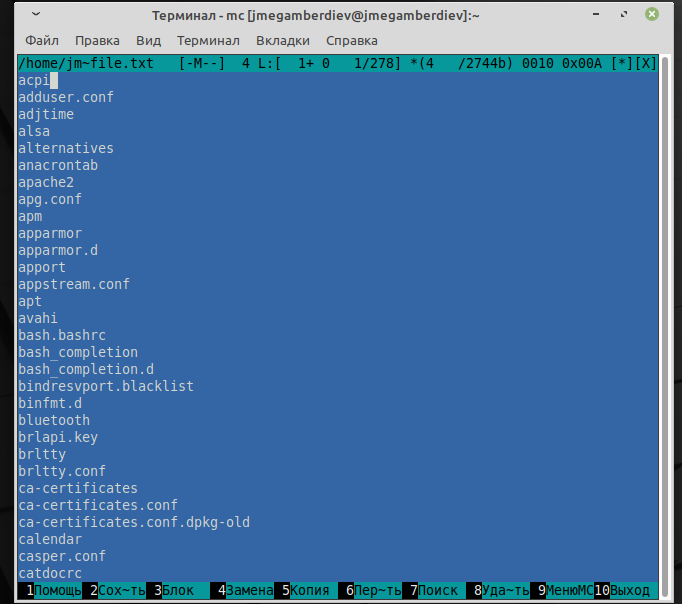 Терминал - mc [jmegamberdiev@jmegamberdiev]:~
Файл Правка Вид Терминал Вкладки Справка
/home/jm~file.txt [-M--] 4 L:[ 1+ 0 1/278] *(4 /2744b) 0010 0x00A [*][X]
acpi
adduser.conf
adjtime
alsa
alternatives
anacrontab
apache2
apg.conf
apm
apparmor
apparmor.d
apport
appstream.conf
apt
avahi
bash.bashrc
bash_completion
bash_completion.d
bindresvport.blacklist
binfmt.d
bluetooth
brlapi.key
brltty
brltty.conf
ca-certificates
ca-certificates.conf
ca-certificates.conf.dpkg-old
calendar
casper.conf
catdocrc
1Помощь 2Сох~ть 3Блок 4Замена 5Копия 6Пер~ть 7Поиск 8Уда~ть 9МенюMC 10Выход